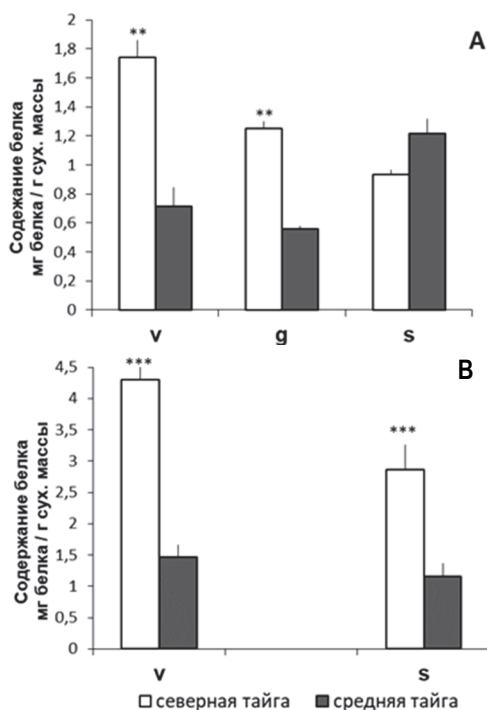 A
Содежание белка
мг белка / г сух. массы
2
1,8
1,6
1,4
1,2
1
0,8
0,6
0,4
0,2
0
**
**
v g s
B
Содержание белка
мг белка / г сух. массы
4,5
4
3,5
3
2,5
2
1,5
1
0,5
0
***
***
v s
северная тайга средняя тайга